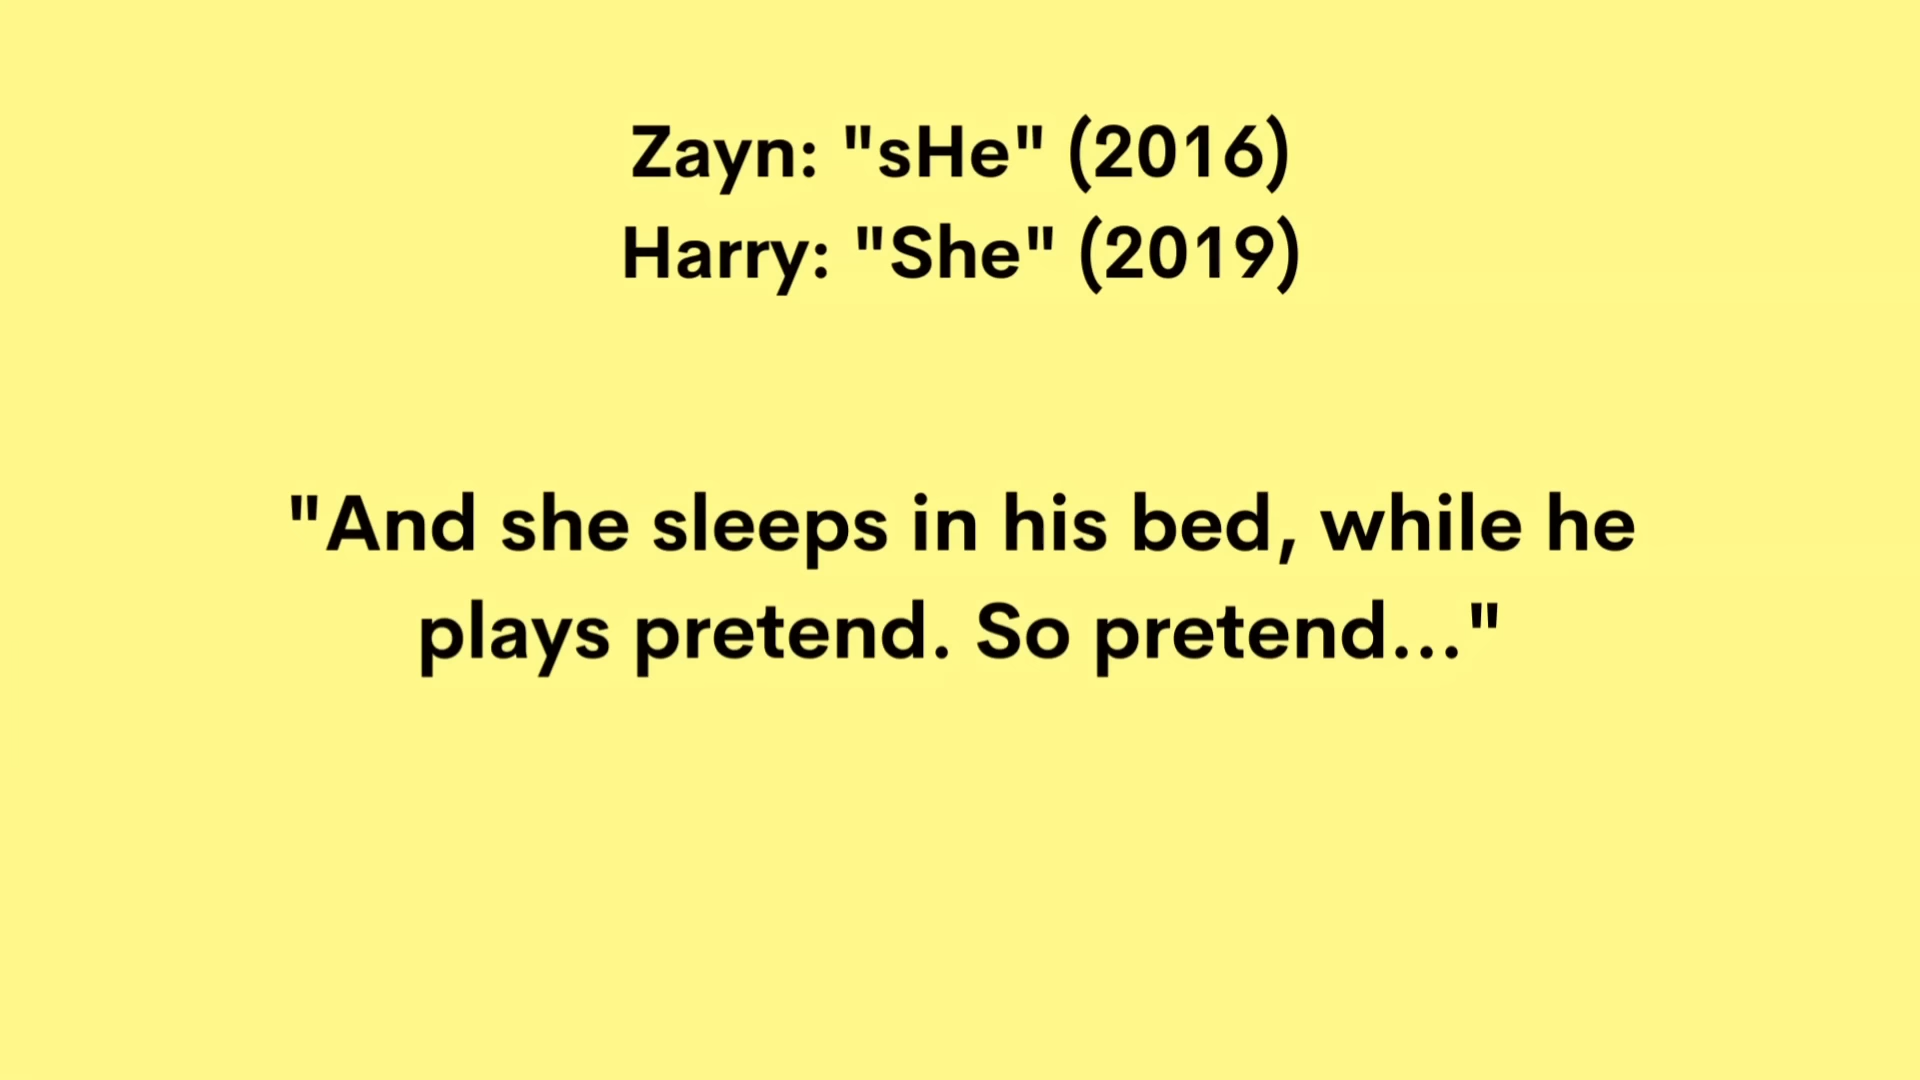 Zayn: "sHe" (2016)
Harry: "She" (2019)
"And she sleeps in his bed, while he
plays pretend. So pretend..."